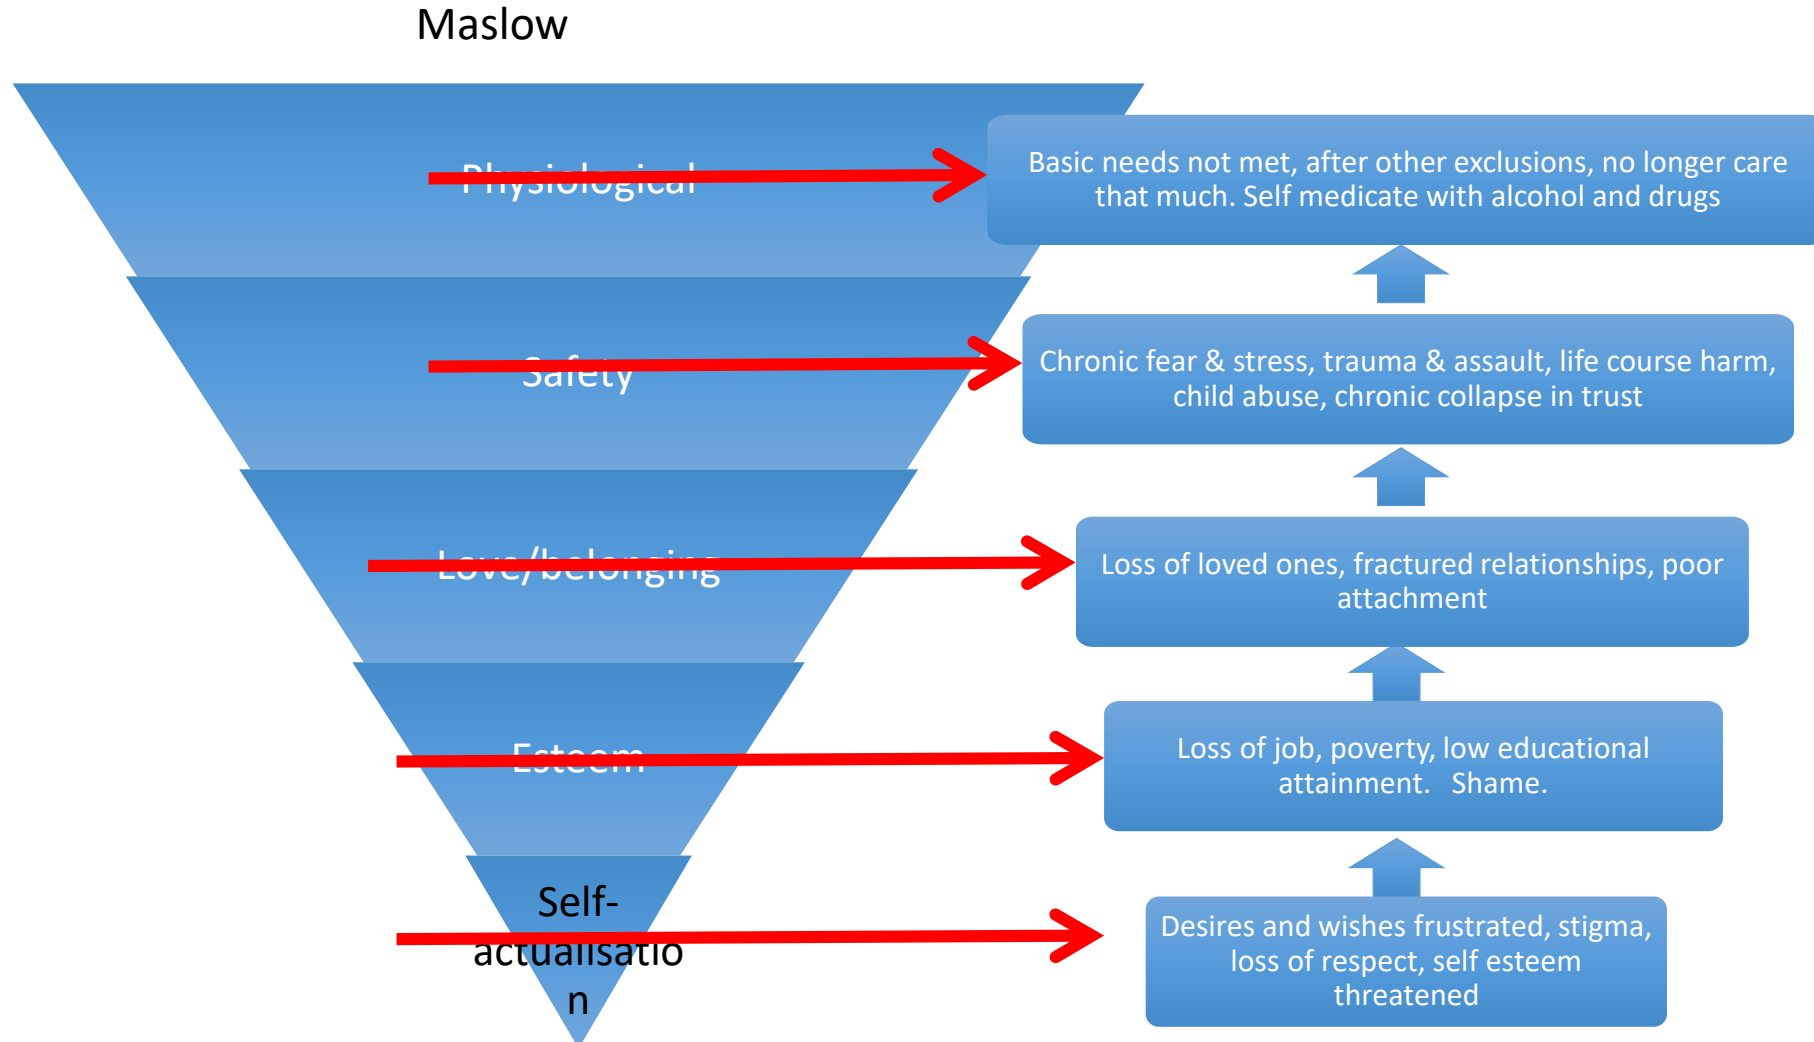 Maslow
Physiological
Basic needs not met, after other exclusions, no longer care
that much. Self medicate with alcohol and drugs
Safety
Chronic fear & stress, trauma & assault, life course harm,
child abuse, chronic collapse in trust
Love/belonging
Loss of loved ones, fractured relationships, poor
attachment
Esteem
Loss of job, poverty, low educational
attainment.   Shame.
Self-
actualisatio
n
Desires and wishes frustrated, stigma,
loss of respect, self esteem
threatened